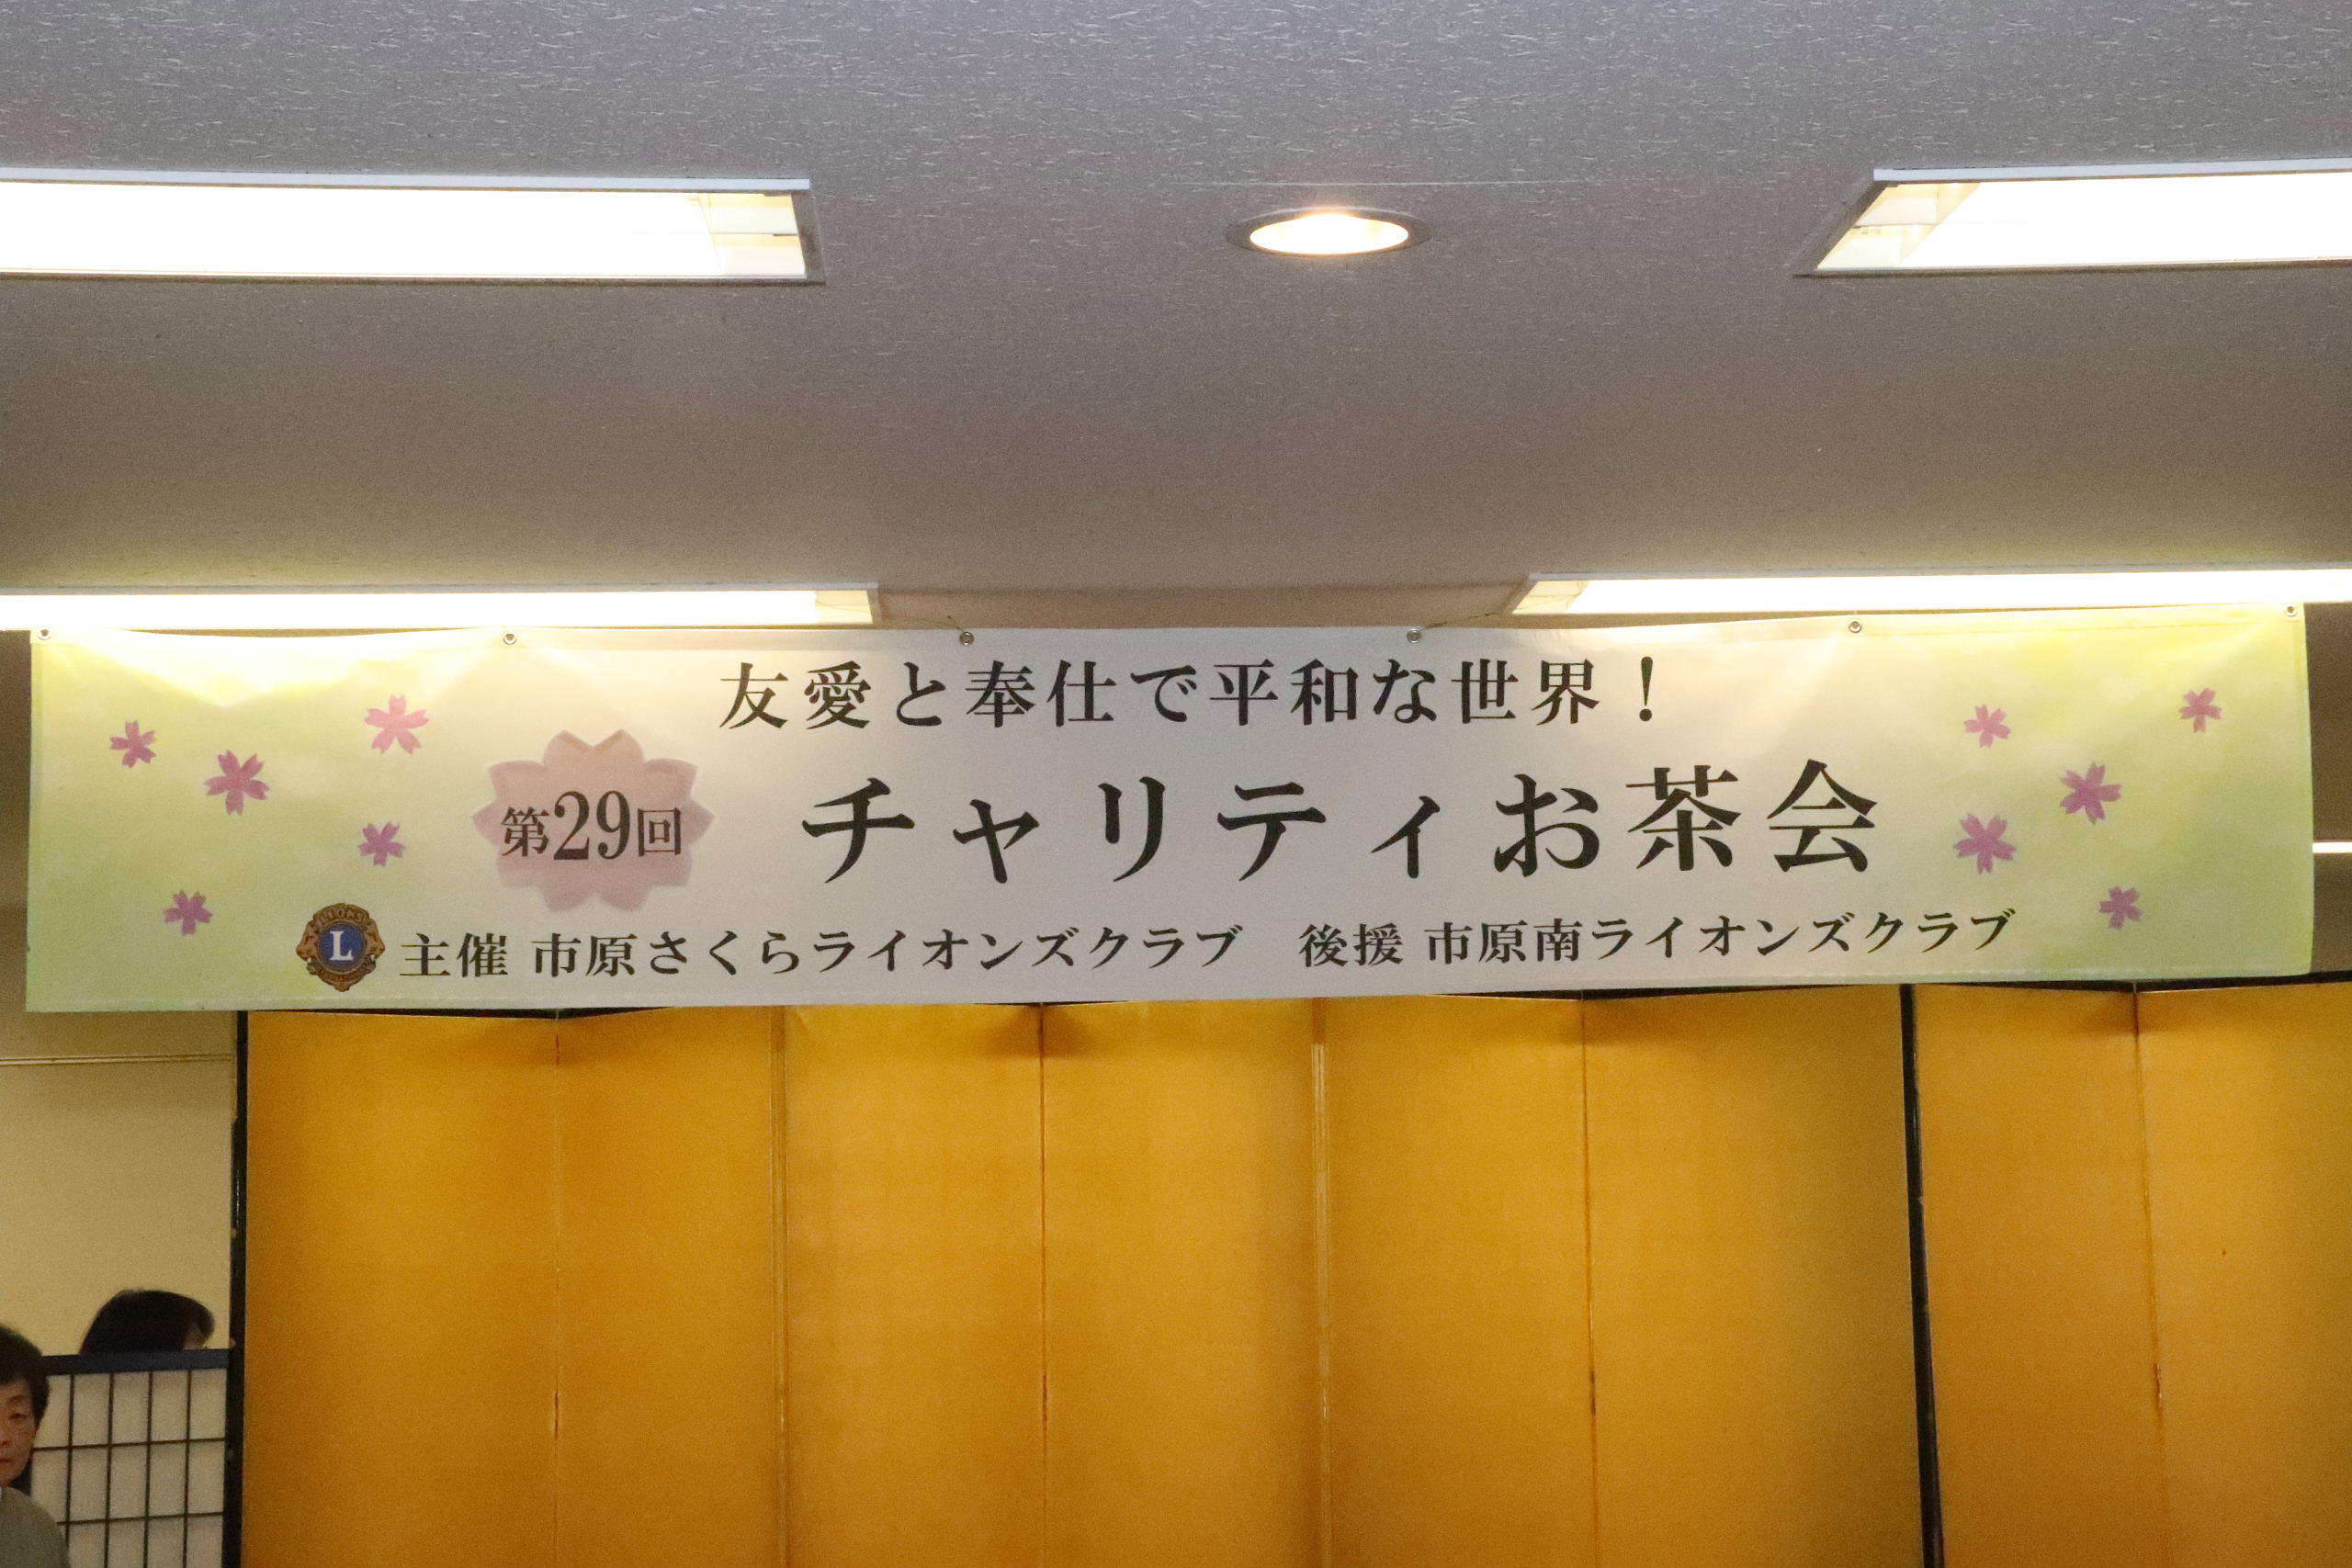 友愛と奉仕で平和な世界！
第29回 チャリティお茶会
LIONS
L
主催 市原さくらライオンズクラブ　後援 市原南ライオンズクラブ